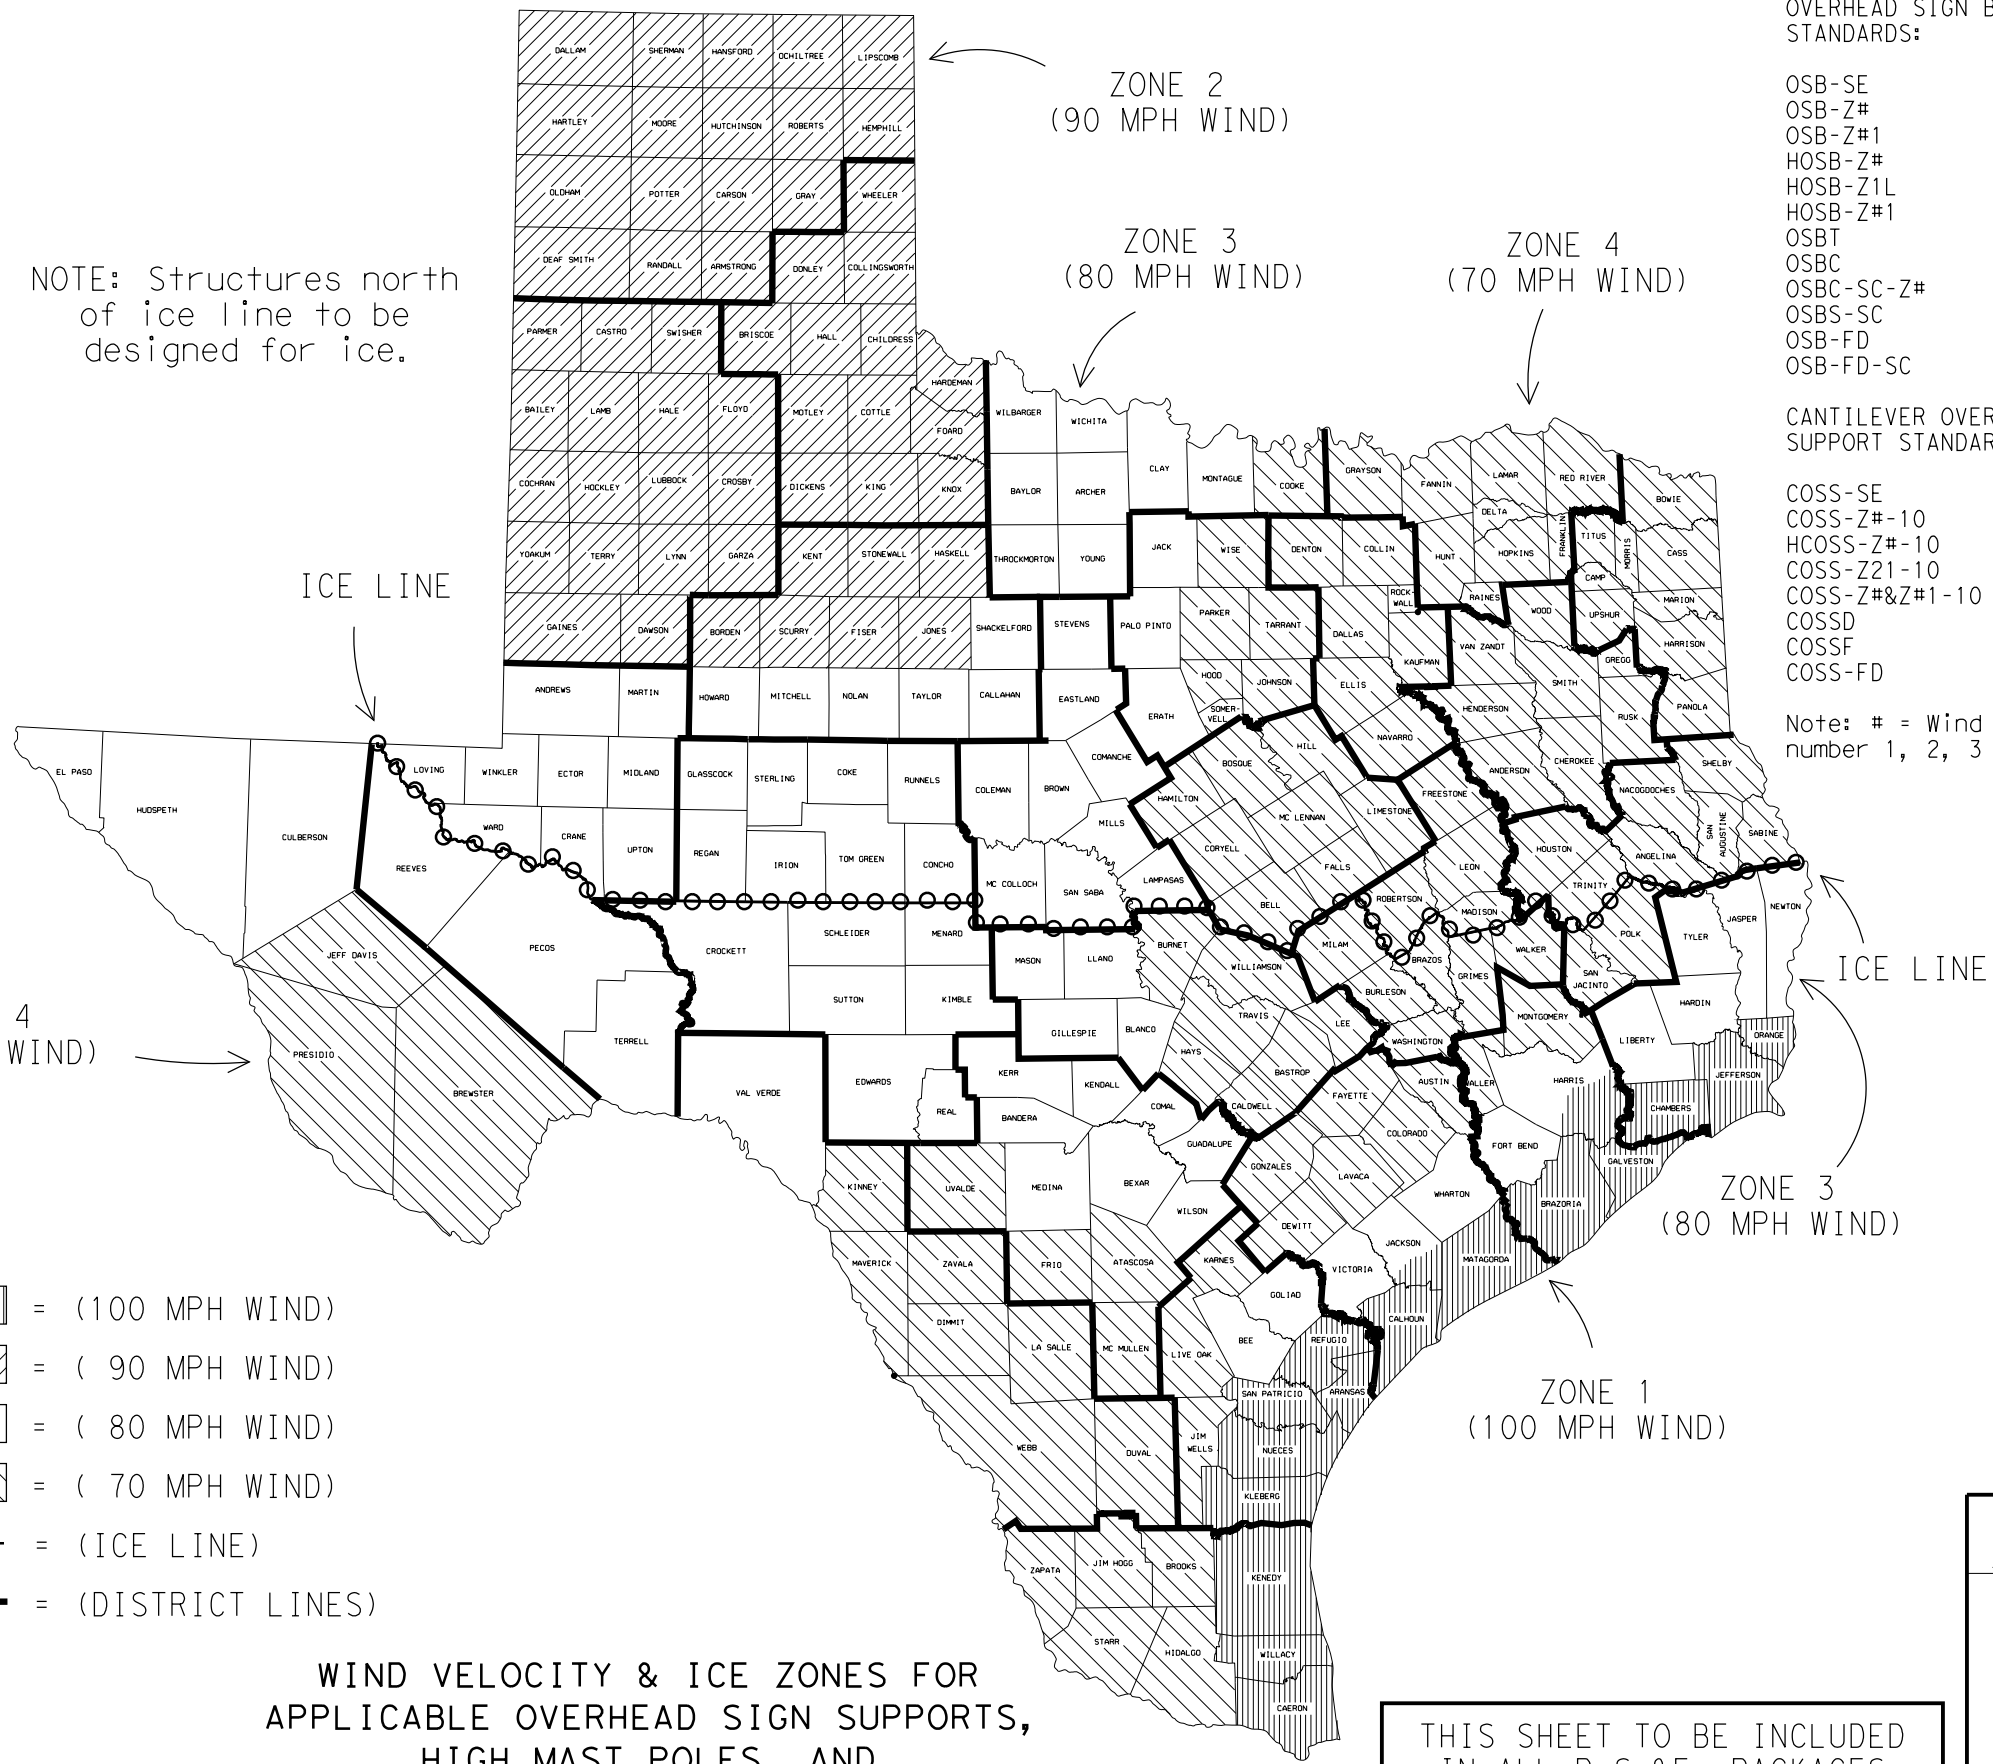 OVERHEAD SIGN B
STANDARDS:
OSB-SE
OSB-Z#
OSB-Z#1
HOSB-Z#
HOSB-Z1L
HOSB-Z#1
OSBT
OSBC
OSBC-SC-Z#
OSBS-SC
OSB-FD
OSB-FD-SC
CANTILEVER OVER
SUPPORT STANDAR
COSS-SE
COSS-Z#-10
HCOSS-Z#-10
COSS-Z21-10
COSS-Z#&Z#1-10
COSSD
COSSF
COSS-FD
Note: # = Wind
number 1, 2, 3
ZONE 2
(90 MPH WIND)
ZONE 3
(80 MPH WIND)
ZONE 4
(70 MPH WIND)
NOTE: Structures north
of ice line to be
designed for ice.
ICE LINE
DALLAM
SHERMAN
HANSFORD
OCHILTREE
LIPSCOMB
HARTLEY
MOORE
HUTCHINSON
ROBERTS
HEMPHILL
OLDHAM
POTTER
CARSON
GRAY
WHEELER
DEAF SMITH
RANDALL
ARMSTRONG
DONLEY
COLLINGSWORTH
PARMER
CASTRO
SWISHER
BRISCOE
HALL
CHILDRESS
HARDEMAN
BAILEY
LAMB
HALE
FLOYD
MOTLEY
COTTLE
FOARD
WILBARGER
WICHITA
CLAY
MONTAGUE
COOKE
GRAYSON
FANNIN
LAMAR
RED RIVER
BOWIE
COCHRAN
HOCKLEY
LUBBOCK
CROSBY
DICKENS
KING
KNOX
BAYLOR
ARCHER
DELTA
HOPKINS
FRANKLIN
TITUS
MORRIS
CASS
YOAKUM
TERRY
LYNN
GARZA
KENT
STONEWALL
HASKELL
THROCKMORTON
YOUNG
JACK
WISE
DENTON
COLLIN
HUNT
ROCK-
WALL
RAINES
WOOD
CAMP
UPSHUR
MARION
HARRISON
GAINES
DAWSON
BORDEN
SCURRY
FISER
JONES
SHACKELFORD
STEVENS
PALO PINTO
PARKER
TARRANT
DALLAS
KAUFMAN
VAN ZANDT
SMITH
GREGG
ANDREWS
MARTIN
HOWARD
MITCHELL
NOLAN
TAYLOR
CALLAHAN
EASTLAND
ERATH
HOOD
SOMER-
VELL
JOHNSON
ELLIS
HENDERSON
RUSK
PANOLA
EL PASO
HUDSPETH
CULBERSON
LOVING
WINKLER
ECTOR
MIDLAND
GLASSCOCK
STERLING
COKE
RUNNELS
COLEMAN
BROWN
COMANCHE
HAMILTON
BOSQUE
HILL
NAVARRO
ANDERSON
CHEROKEE
NACOGDOCHES
SHELBY
REEVES
WARD
CRANE
UPTON
REGAN
IRION
TOM GREEN
CONCHO
MC COLLOCH
SAN SABA
MILLS
LAMPASAS
CORYELL
MC LENNAN
LIMESTONE
FREESTONE
FALLS
LEON
HOUSTON
ANGELINA
SAN
AUGUSTINE
SABINE
JEFF DAVIS
PECOS
CROCKETT
SCHLEIDER
MENARD
MASON
LLANO
BURNET
BELL
WILLIAMSON
MILAM
ROBERTSON
BRAZOS
MADISON
WALKER
TRINITY
POLK
TYLER
JASPER
NEWTON
ICE LINE
PRESIDIO
BREWSTER
TERRELL
SUTTON
KIMBLE
GILLESPIE
BLANCO
TRAVIS
LEE
BURLESON
GRIMES
WASHINGTON
MONTGOMERY
SAN
JACINTO
HARDIN
LIBERTY
ORANGE
JEFFERSON
CHAMBERS
4
WIND)
VAL VERDE
EDWARDS
REAL
KERR
KENDALL
BANDERA
COMAL
HAYS
CALDWELL
BASTROP
FAYETTE
AUSTIN
WALLER
HARRIS
KINNEY
UVALDE
MEDINA
BEXAR
GUADALUPE
WILSON
GONZALES
LAVACA
COLORADO
WHARTON
FORT BEND
GALVESTON
BRAZORIA
ZONE 3
(80 MPH WIND)
MAVERICK
ZAVALA
FRIO
ATASCOSA
KARNES
DEWITT
VICTORIA
JACKSON
MATAGORDA
GOLIAD
CALHOUN
DIMMIT
LA SALLE
MC MULLEN
LIVE OAK
BEE
REFUGIO
ARANSAS
SAN PATRICIO
ZONE 1
(100 MPH WIND)
WEBB
DUVAL
JIM
WELLS
NUECES
KLEBERG
ZAPATA
JIM HOGG
BROOKS
KENEDY
STARR
HIDALGO
WILLACY
CAERON
= (100 MPH WIND)
= ( 90 MPH WIND)
= ( 80 MPH WIND)
= ( 70 MPH WIND)
= (ICE LINE)
= (DISTRICT LINES)
WIND VELOCITY & ICE ZONES FOR
APPLICABLE OVERHEAD SIGN SUPPORTS,
HIGH MAST POLES, AND
THIS SHEET TO BE INCLUDED
IN ALL P.S.&E. PACKAGES